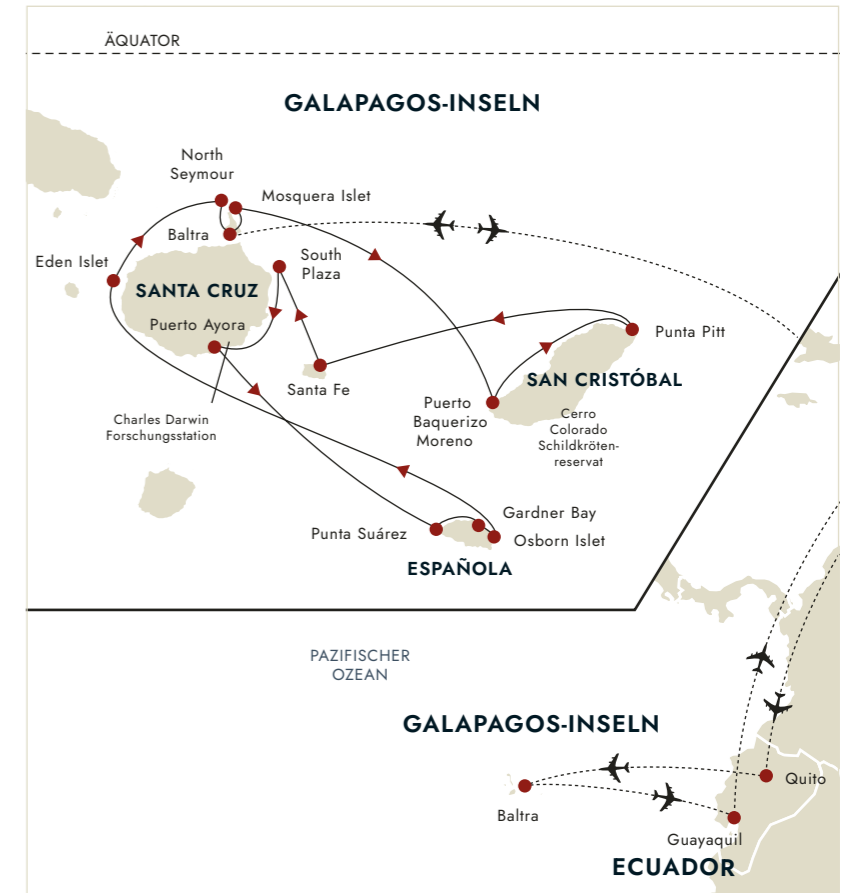 ÄQUATOR
GALAPAGOS-INSELN
North
Seymour
Mosquera Islet
Baltra
South
Plaza
Eden Islet
SANTA CRUZ
Puerto Ayora
Punta Pitt
Santa Fe
SAN CRISTÓBAL
Puerto
Baquerizo
Moreno
Cerro
Colorado
Schildkröten-
reservat
Charles Darwin
Forschungsstation
Gardner Bay
Punta Suárez
Osborn Islet
ESPAÑOLA
PAZIFISCHER
OZEAN
GALAPAGOS-INSELN
Quito
Baltra
Guayaquil
ECUADOR